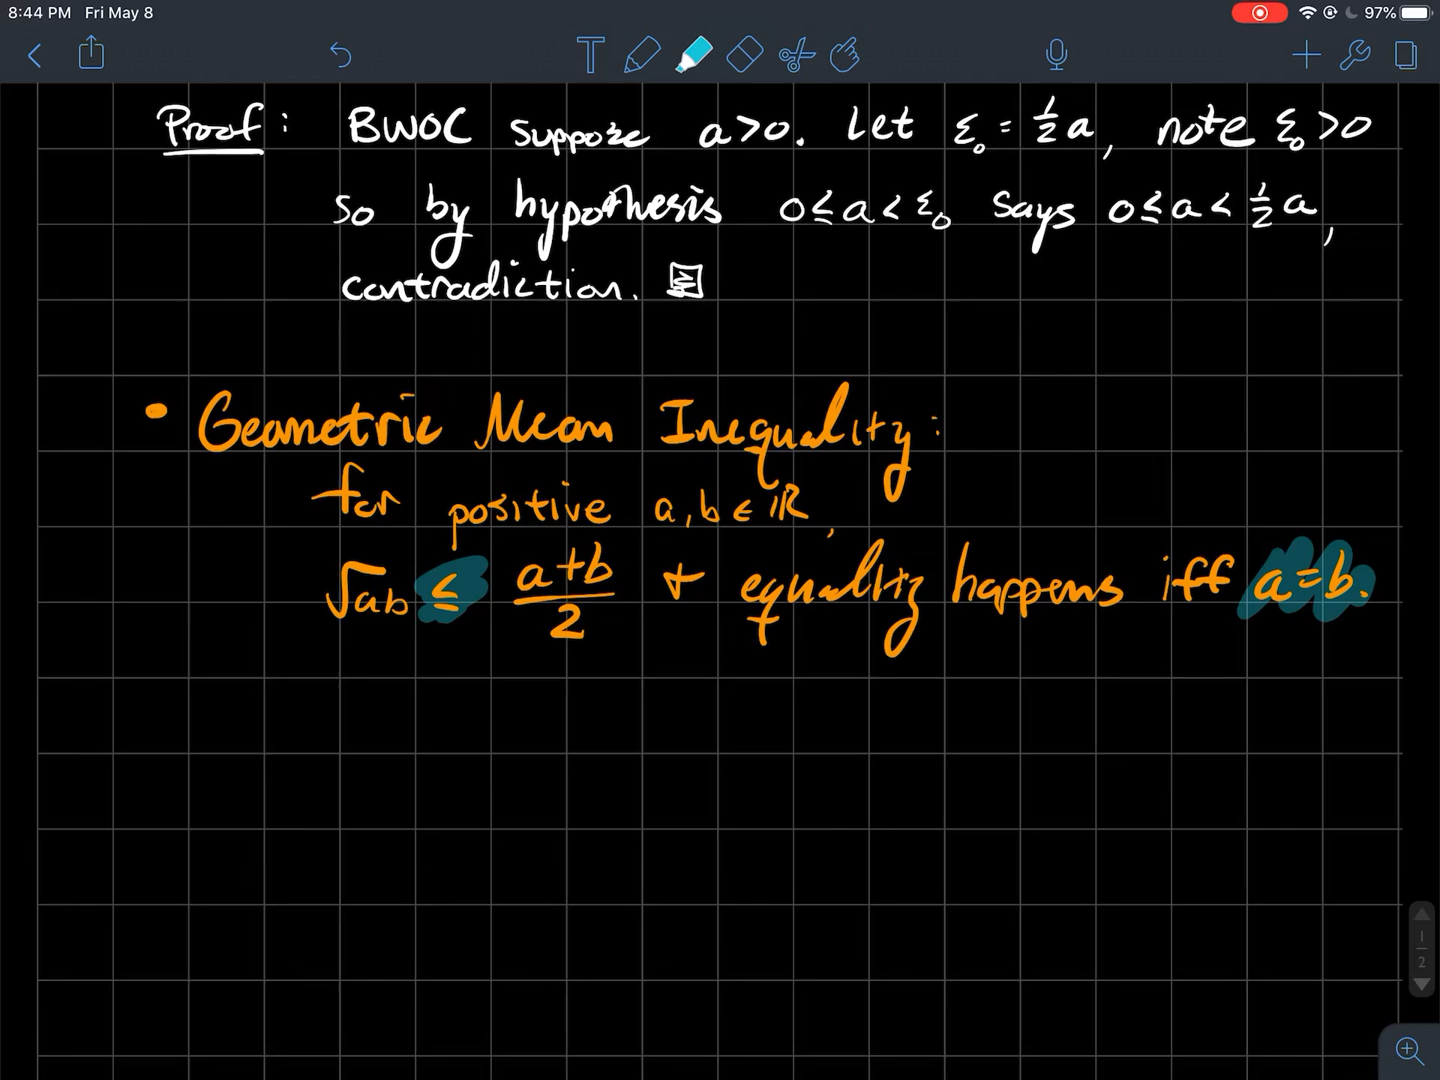 8:44 PM Fri May 8
97%
T
Proof: BWOC suppose a>0. Let ε₀ = ½a, note ε₀>0
so by hypothesis 0≤a<ε₀ says 0≤a<½a,
contradiction.
• Geometric Mean Inequality:
for positive a,b∈ℝ,
√ab ≤ (a+b)/2 + equality happens iff a=b.
1
2